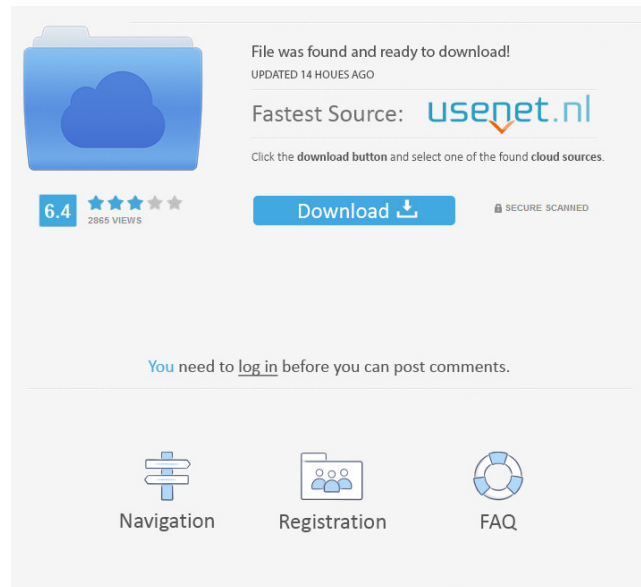 File was found and ready to download!
UPDATED 14 HOUES AGO
Fastest Source: usenet.nl
Click the download button and select one of the found cloud sources.
6.4
2865 VIEWS
Download
SECURE SCANNED
You need to log in before you can post comments.
Navigation
Registration
FAQ